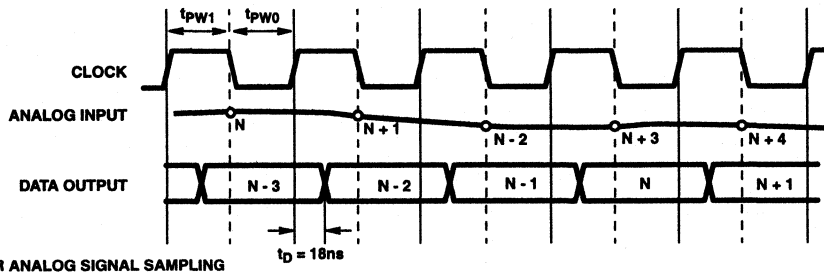 tPW1 tPW0
CLOCK
ANALOG INPUT
N N + 1 N - 2 N + 3 N + 4
DATA OUTPUT N - 3 N - 2 N - 1 N N + 1
tD = 18ns
R ANALOG SIGNAL SAMPLING